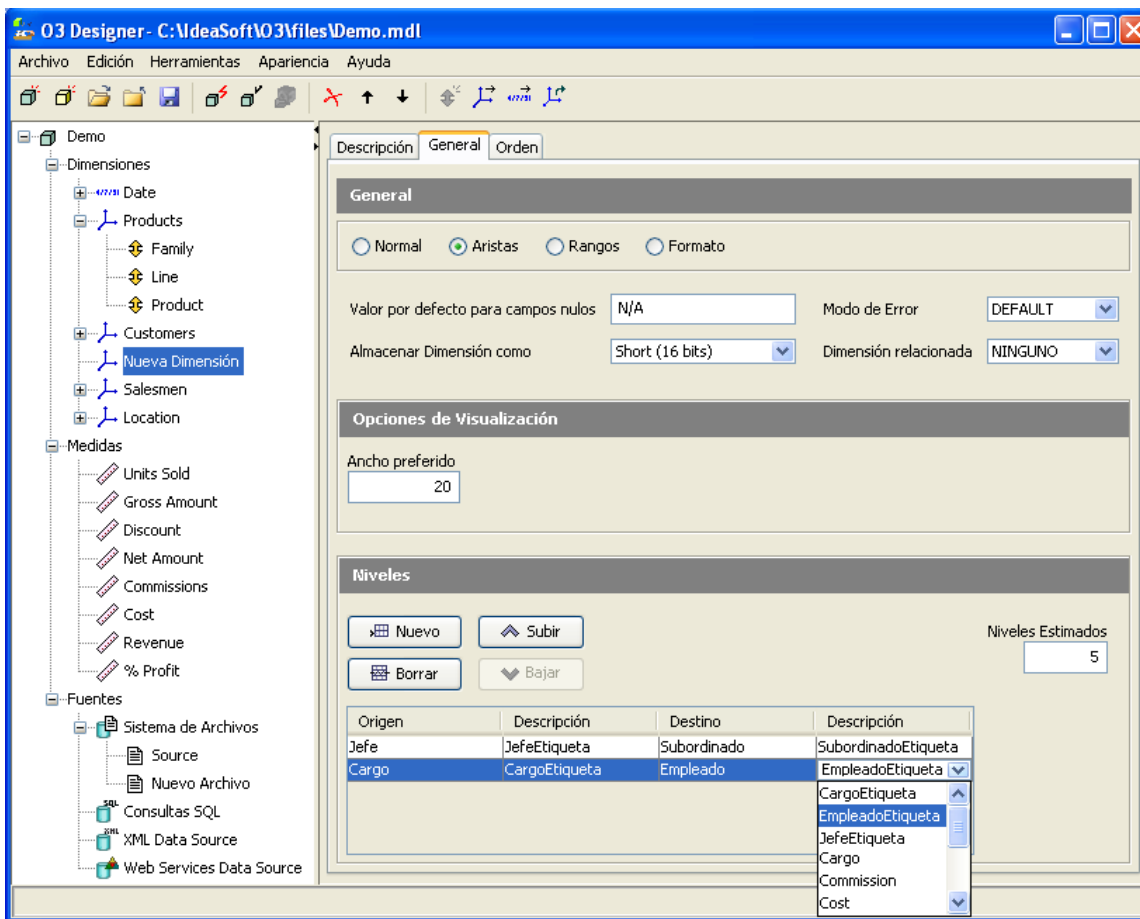 O3 Designer- C:\IdeaSoft\O3\files\Demo.mdl
Archivo Edición Herramientas Apariencia Ayuda
Demo
Dimensiones
Date
Products
Family
Line
Product
Customers
Nueva Dimensión
Salesmen
Location
Medidas
Units Sold
Gross Amount
Discount
Net Amount
Commissions
Cost
Revenue
% Profit
Fuentes
Sistema de Archivos
Source
Nuevo Archivo
Consultas SQL
XML Data Source
Web Services Data Source
Descripción General Orden
General
Normal Aristas Rangos Formato
Valor por defecto para campos nulos N/A Modo de Error DEFAULT
Almacenar Dimensión como Short (16 bits) Dimensión relacionada NINGUNO
Opciones de Visualización
Ancho preferido
20
Niveles
Nuevo Subir Niveles Estimados
5
Borrar Bajar
Origen Descripción Destino Descripción
Jefe JefeEtiqueta Subordinado SubordinadoEtiqueta
Cargo CargoEtiqueta Empleado EmpleadoEtiqueta
CargoEtiqueta
EmpleadoEtiqueta
JefeEtiqueta
Cargo
Commission
Cost